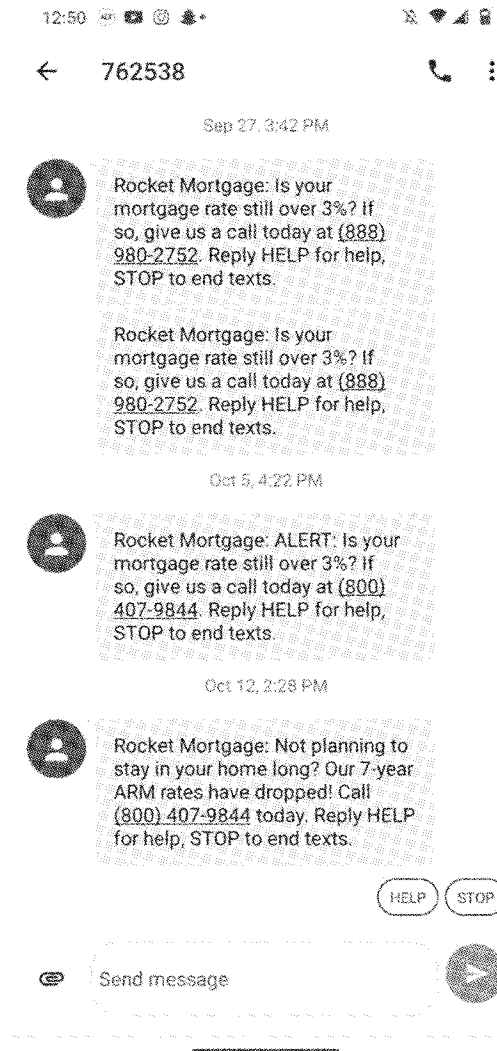 12:50
762538
Sep 27, 3:42 PM
Rocket Mortgage: Is your
mortgage rate still over 3%? If
so, give us a call today at (888)
980-2752. Reply HELP for help,
STOP to end texts.
Rocket Mortgage: Is your
mortgage rate still over 3%? If
so, give us a call today at (888)
980-2752. Reply HELP for help,
STOP to end texts.
Oct 5, 4:22 PM
Rocket Mortgage: ALERT: Is your
mortgage rate still over 3%? If
so, give us a call today at (800)
407-9844. Reply HELP for help,
STOP to end texts.
Oct 12, 2:28 PM
Rocket Mortgage: Not planning to
stay in your home long? Our 7-year
ARM rates have dropped! Call
(800) 407-9844 today. Reply HELP
for help, STOP to end texts.
HELP STOP
Send message